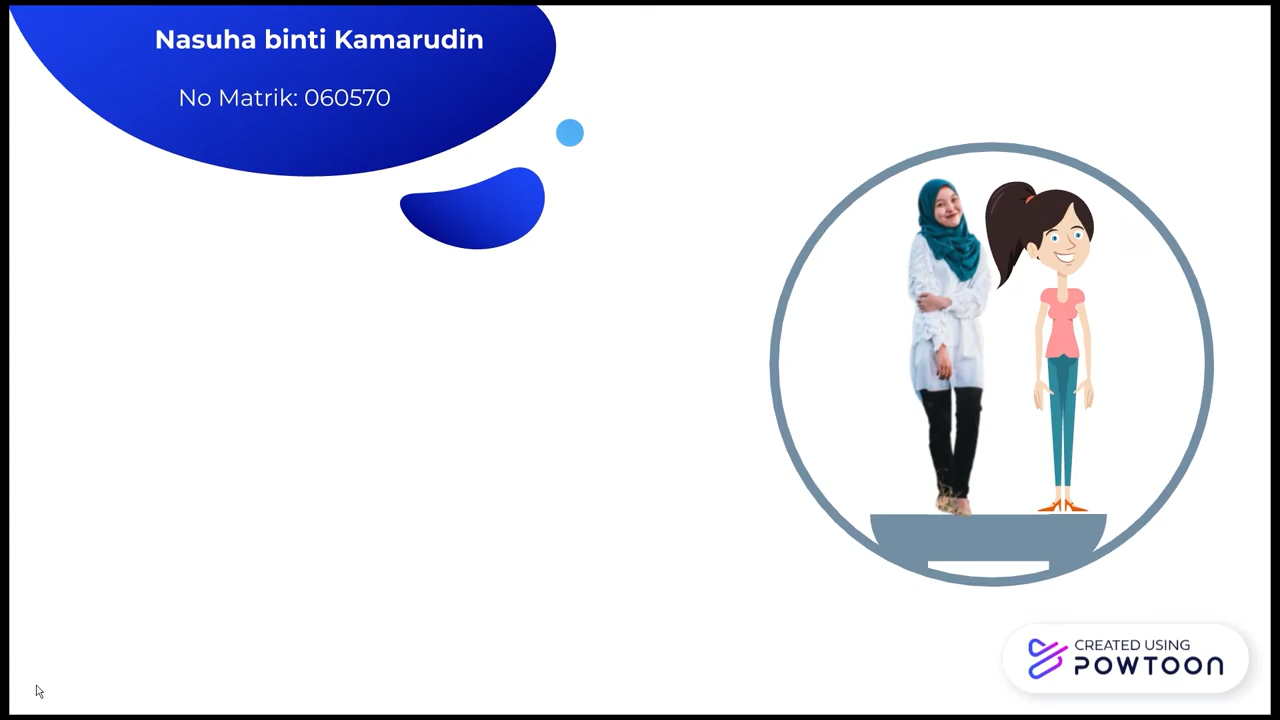 Nasuha binti Kamarudin
No Matrik: 060570
CREATED USING
POWTOON